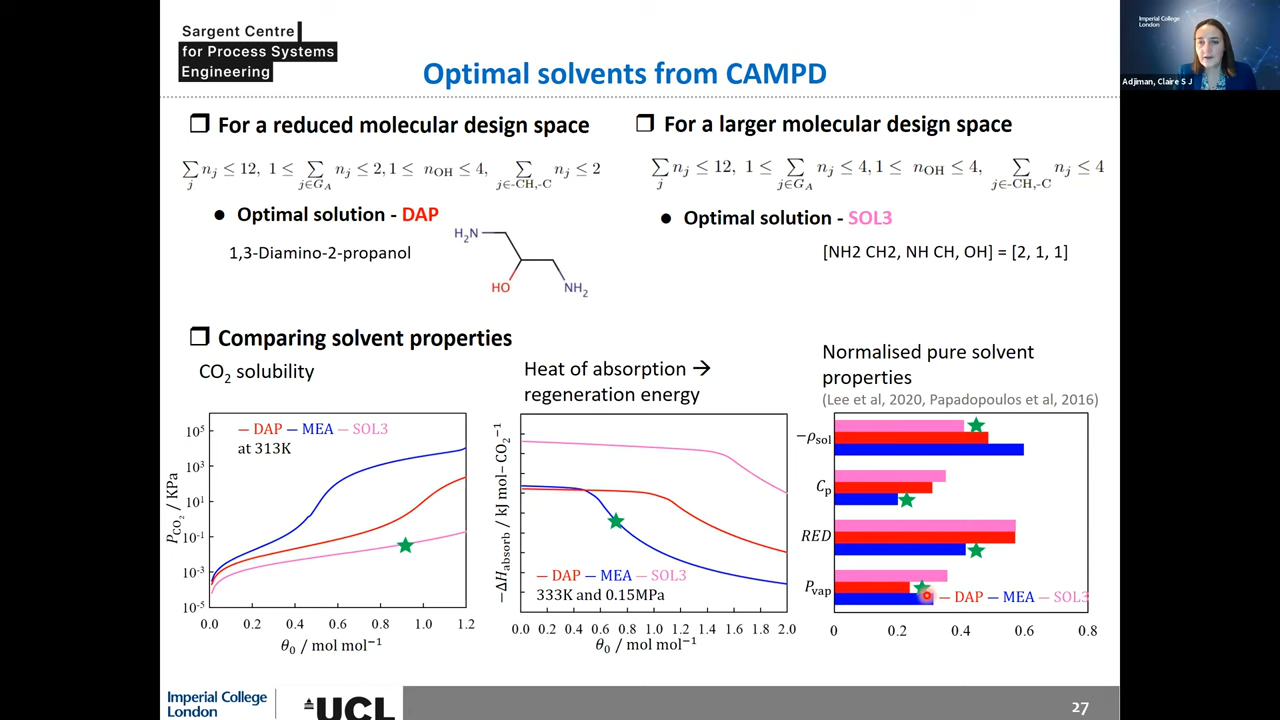 Sargent Centre
for Process Systems
Engineering
Optimal solvents from CAMPD
Imperial College
London
Adjiman, Claire S J
❒ For a reduced molecular design space
∑ n_j ≤ 12, 1 ≤ ∑ n_j ≤ 2, 1 ≤ n_OH ≤ 4, ∑ n_j ≤ 2
j j∈G_A j∈-CH,-C
● Optimal solution - DAP
1,3-Diamino-2-propanol
H₂N
HO
NH₂
❒ For a larger molecular design space
∑ n_j ≤ 12, 1 ≤ ∑ n_j ≤ 4, 1 ≤ n_OH ≤ 4, ∑ n_j ≤ 4
j j∈G_A j∈-CH,-C
● Optimal solution - SOL3
[NH2 CH2, NH CH, OH] = [2, 1, 1]
❒ Comparing solvent properties
CO₂ solubility
P_CO₂ / KPa
10⁵
10³
10¹
10⁻¹
10⁻³
10⁻⁵
— DAP — MEA — SOL3
at 313K
0.0 0.2 0.4 0.6 0.8 1.0 1.2
θ₀ / mol mol⁻¹
Heat of absorption →
regeneration energy
−ΔH_absorb / kJ mol−CO₂⁻¹
— DAP — MEA — SOL3
333K and 0.15MPa
0.0 0.2 0.4 0.6 0.8 1.0 1.2 1.4 1.6 1.8 2.0
θ₀ / mol mol⁻¹
Normalised pure solvent
properties
(Lee et al, 2020, Papadopoulos et al, 2016)
−ρ_sol
C_p
RED
P_vap
— DAP — MEA — SOL3
0 0.2 0.4 0.6 0.8
Imperial College
London
UCL
27